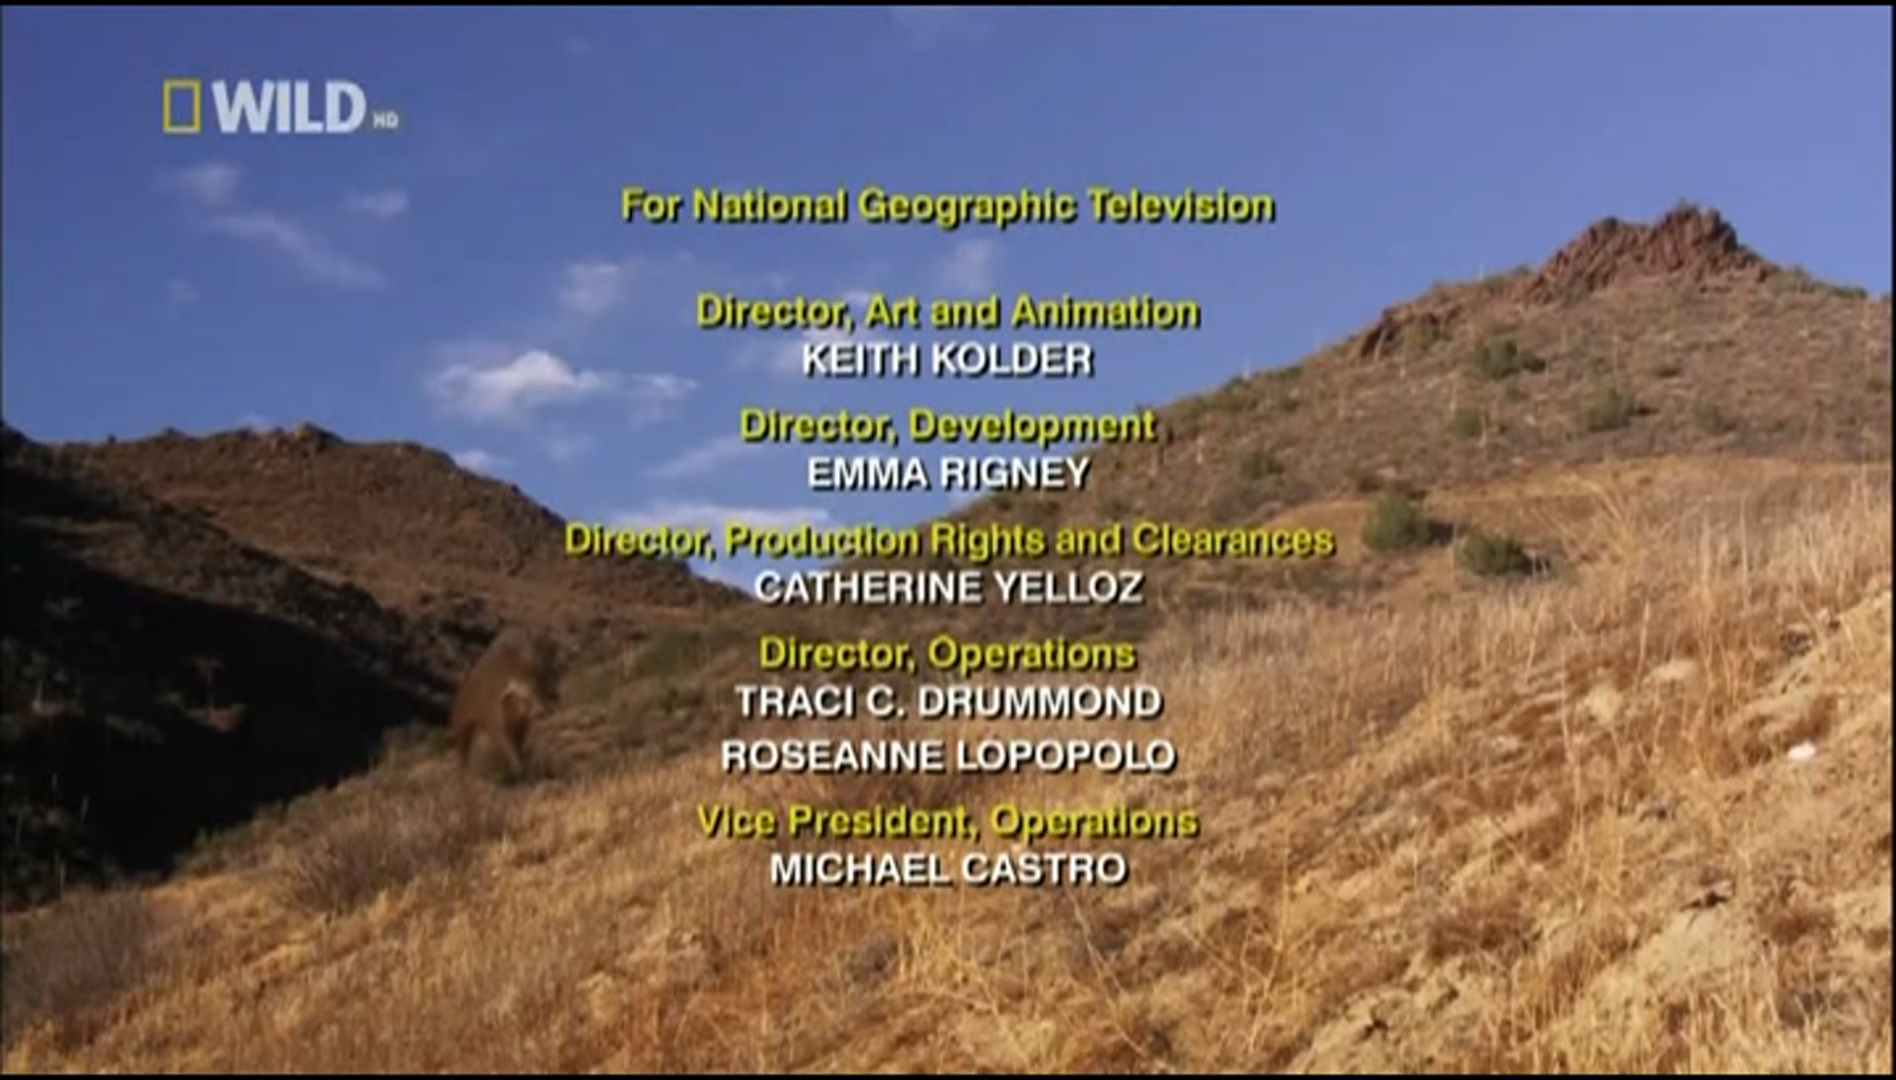 WILD HD
For National Geographic Television
Director, Art and Animation
KEITH KOLDER
Director, Development
EMMA RIGNEY
Director, Production Rights and Clearances
CATHERINE YELLOZ
Director, Operations
TRACI C. DRUMMOND
ROSEANNE LOPOPOLO
Vice President, Operations
MICHAEL CASTRO